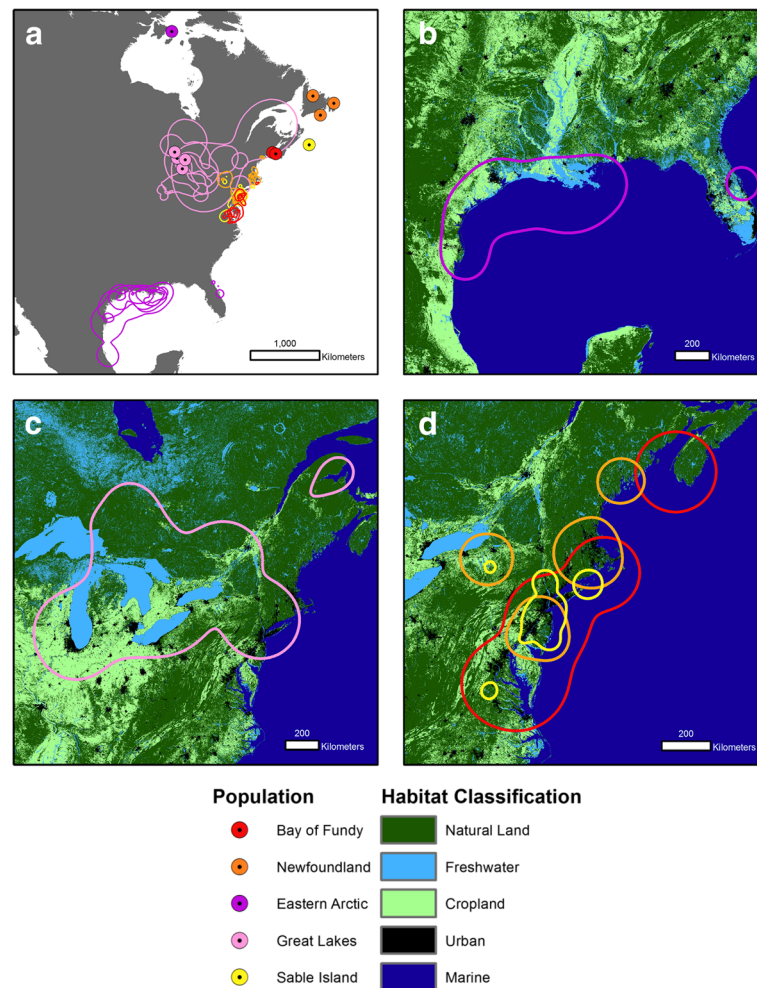 a
1,000
Kilometers
b
200
Kilometers
c
200
Kilometers
d
200
Kilometers
Population Habitat Classification
Bay of Fundy Natural Land
Newfoundland Freshwater
Eastern Arctic Cropland
Great Lakes Urban
Sable Island Marine